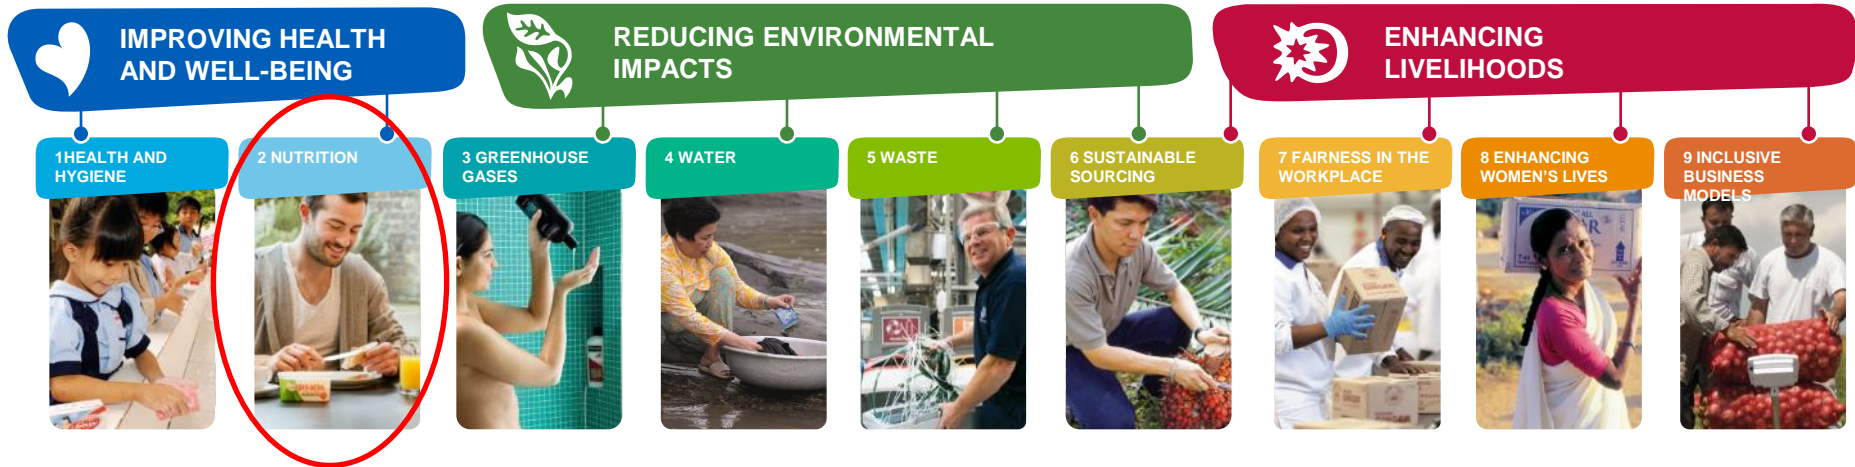 IMPROVING HEALTH
AND WELL-BEING
REDUCING ENVIRONMENTAL
IMPACTS
ENHANCING
LIVELIHOODS
1HEALTH AND
HYGIENE
2 NUTRITION
3 GREENHOUSE
GASES
4 WATER
5 WASTE
6 SUSTAINABLE
SOURCING
7 FAIRNESS IN THE
WORKPLACE
8 ENHANCING
WOMEN'S LIVES
9 INCLUSIVE
BUSINESS
MODELS